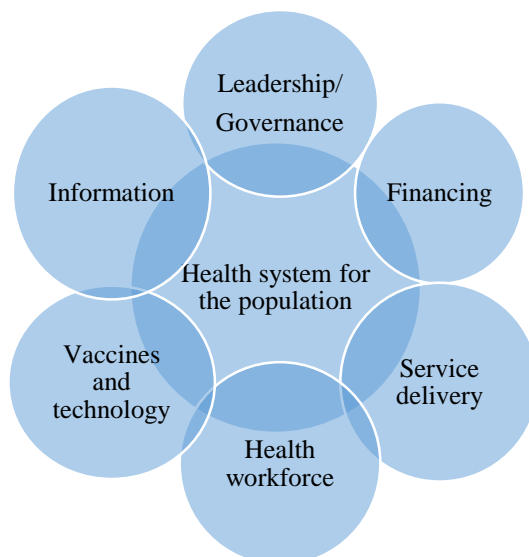 Leadership/
Governance
Information
Financing
Health system for
the population
Vaccines
and
technology
Service
delivery
Health
workforce